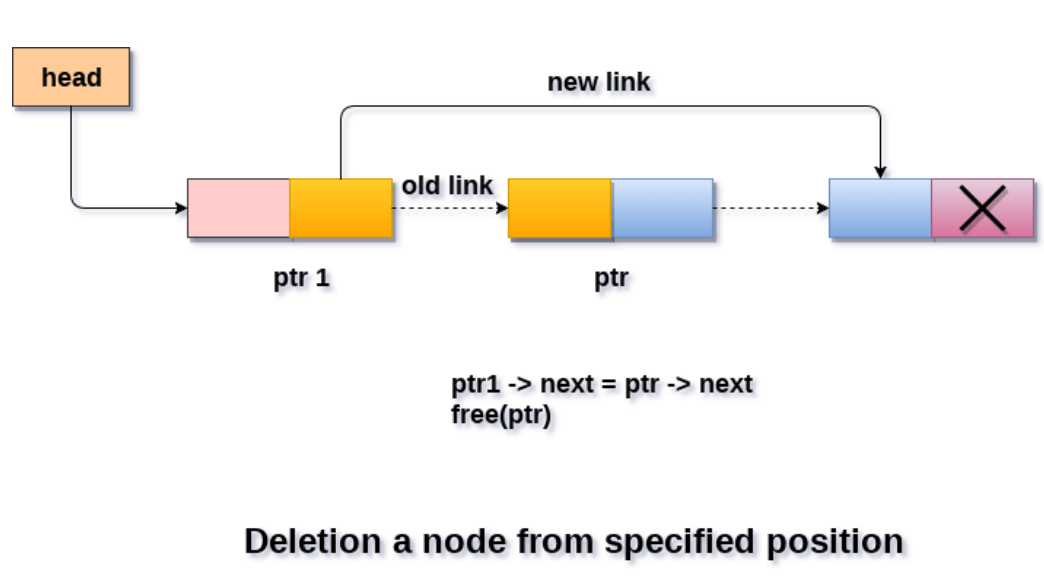 head
new link
old link
ptr 1
ptr
ptr1 -> next = ptr -> next
free(ptr)
Deletion a node from specified position